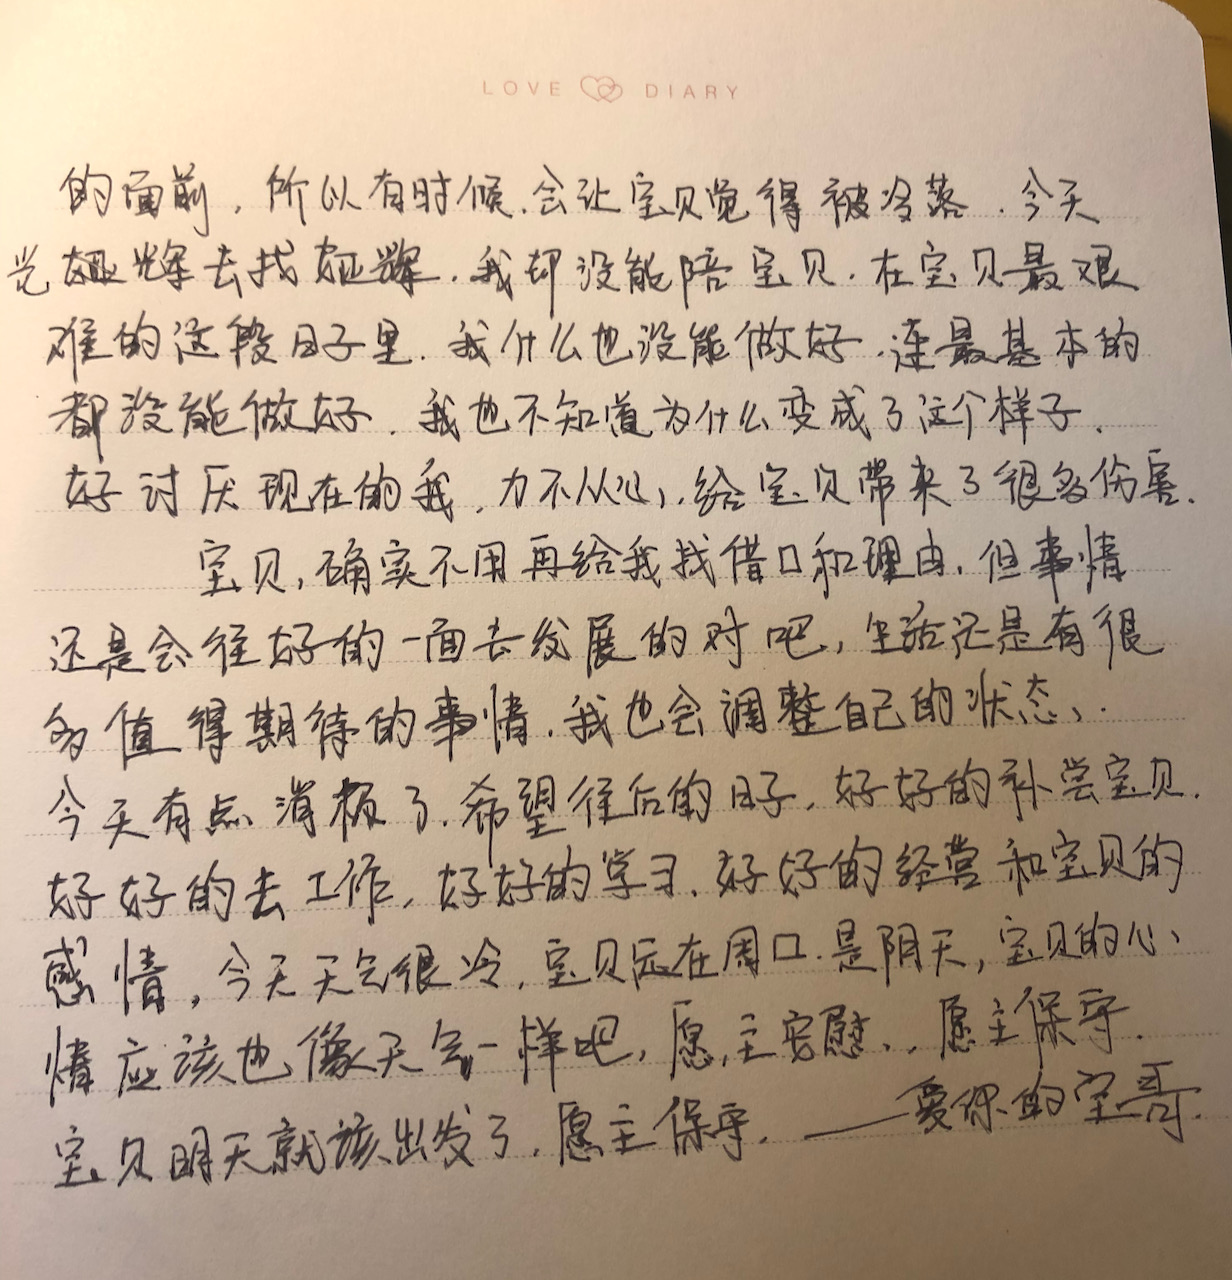 LOVE DIARY
的面前，所以有时候，会让宝贝觉得被冷落．今天
去找，我却没能陪宝贝．在宝贝最艰
难的这段日子里．我什么也没能做好．连最基本的
都没能做好．我也不知道为什么变成了这个样子．
好讨厌现在的我，力不从心，给宝贝带来了很多伤害．
宝贝，确实不用再给我找借口和理由．但事情
还是会往好的一面去发展的对吧，生活还是有很
多值得期待的事情．我也会调整自己的状态，
今天有点消极了．希望往后的日子，好好的补尝宝贝．
好好的去工作，好好的学习．好好的经营和宝贝的
感情，今天天气很冷，宝贝远在周口．是阴天，宝贝的心
情应该也像天气一样吧，愿主安慰，愿主保守．
宝贝明天就该出发了．愿主保守．——爱你的宝哥．